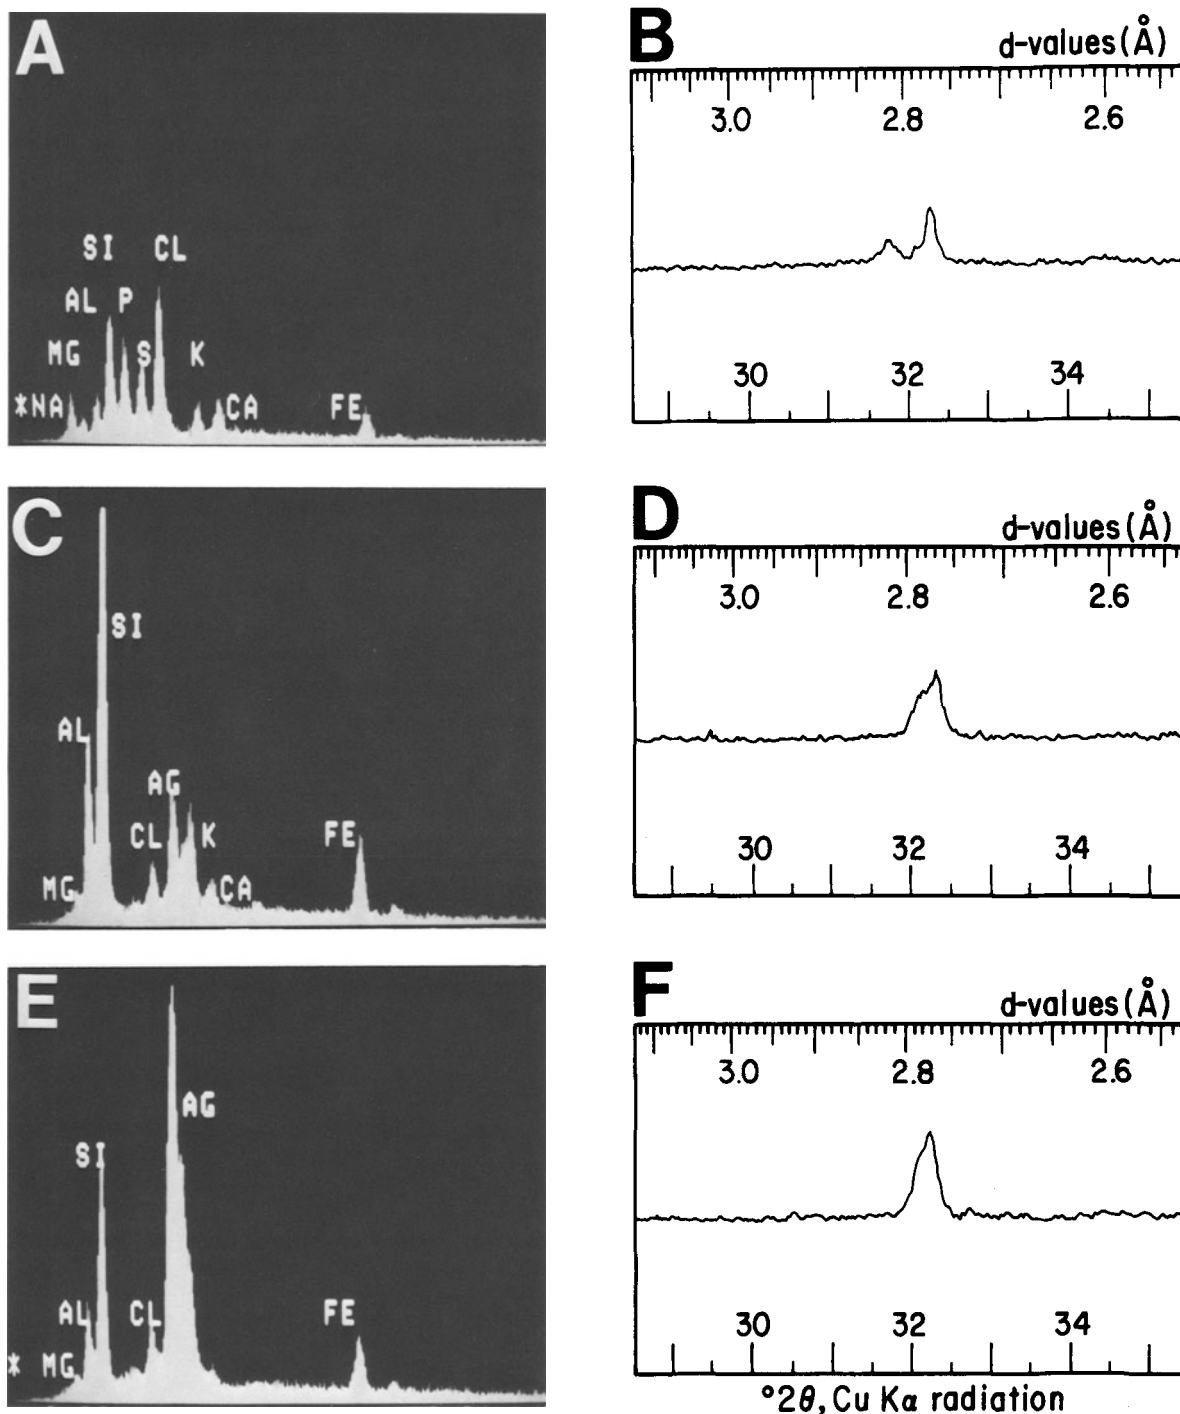 A
SI CL
AL P
MG S K
*NA CA FE
B
d-values (Å)
3.0 2.8 2.6
30 32 34
C
SI
AL
AG
CL K FE
MG CA
D
d-values (Å)
3.0 2.8 2.6
30 32 34
E
AG
SI
AL CL FE
* MG
F
d-values (Å)
3.0 2.8 2.6
30 32 34
°2θ, Cu Kα radiation